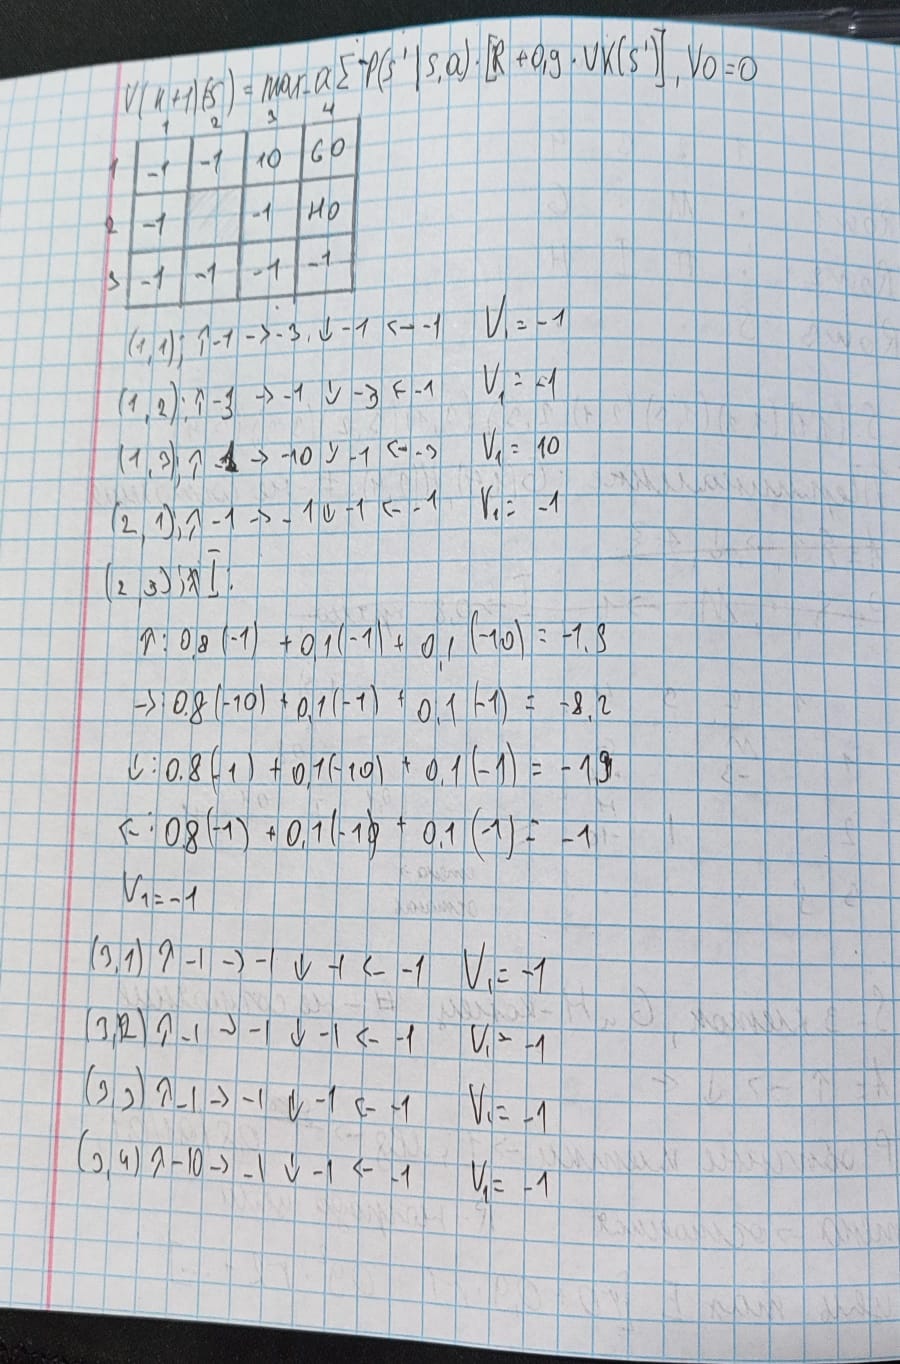 V(k+1)(s) = max_a Σ P(s'|s,a)·[R+0,9·VK(s')], V0=0
1 2 3 4
1 -1 -1 10 G0
2 -1 -1 H0
3 -1 -1 -1 -1
(1,1); ↑-1 →-3, ↓-1 ←-1 V₁=-1
(1,2); ↑-3 →-1, ↓-3 ←-1 V₁=-1
(1,3); ↑-1 →-10 ↓-1 ←-3 V₁=10
(2,1); ↑-1 →-1 ↓-1 ←-1 V₁=-1
(2,3);
↑: 0,8(-1) + 0,1(-1) + 0,1(-10) = -1,9
→: 0.8(-10) + 0,1(-1) + 0,1(-1) = -8,2
↓: 0.8(-1) + 0,1(-10) + 0,1(-1) = -1,9
←: 0,8(-1) + 0,1(-1) + 0,1(-1) = -1
V₁=-1
(3,1) ↑-1 →-1 ↓-1 ←-1 V₁=-1
(3,2) ↑-1 →-1 ↓-1 ←-1 V₁=-1
(3,3) ↑-1 →-1 ↓-1 ←-1 V₁=-1
(3,4) ↑-10 →-1 ↓-1 ←-1 V₁=-1